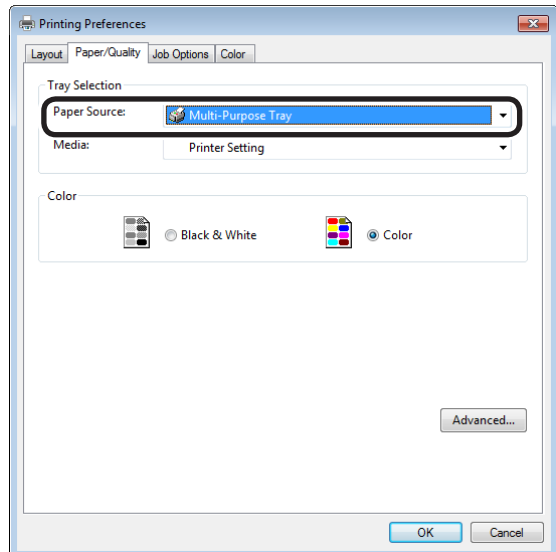 Printing Preferences
Layout Paper/Quality Job Options Color
Tray Selection
Paper Source: Multi-Purpose Tray
Media: Printer Setting
Color
Black & White Color
Advanced...
OK Cancel